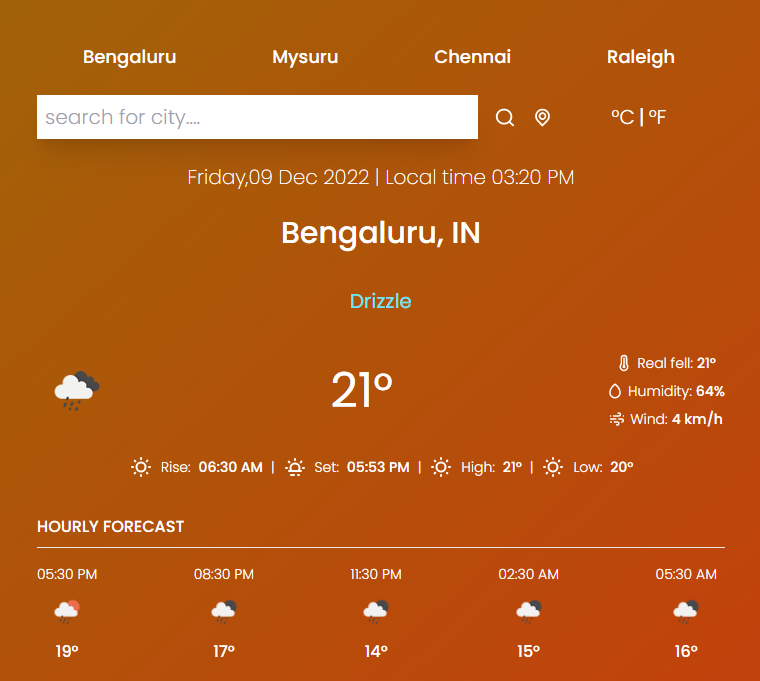 Bengaluru Mysuru Chennai Raleigh
search for city....
°C | °F
Friday,09 Dec 2022 | Local time 03:20 PM
Bengaluru, IN
Drizzle
21°
Real fell: 21°
Humidity: 64%
Wind: 4 km/h
Rise: 06:30 AM | Set: 05:53 PM | High: 21° | Low: 20°
HOURLY FORECAST
05:30 PM 08:30 PM 11:30 PM 02:30 AM 05:30 AM
19° 17° 14° 15° 16°